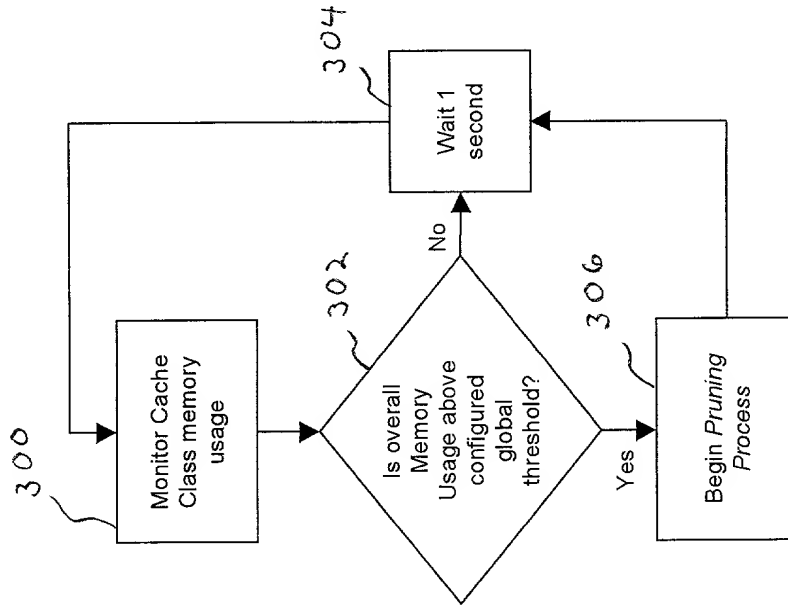 300
Monitor Cache
Class memory
usage
302
Is overall
Memory
Usage above
configured
global
threshold?
No
304
Wait 1
second
Yes
306
Begin Pruning
Process